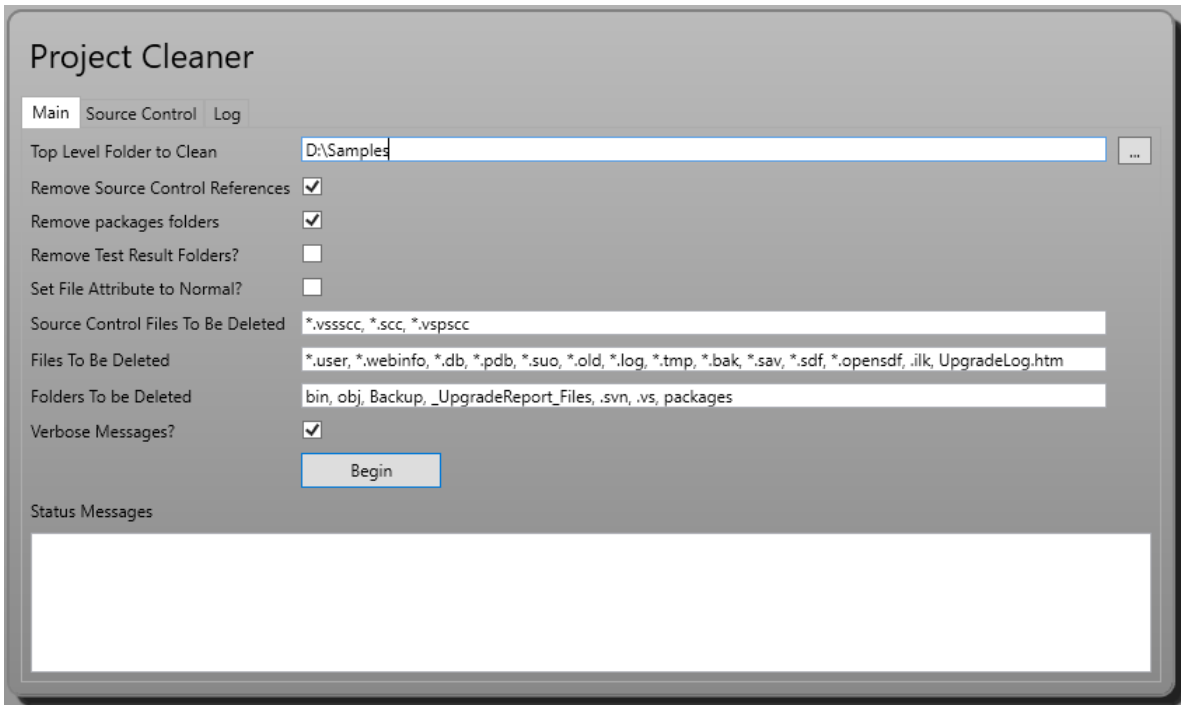 Project Cleaner
Main Source Control Log
Top Level Folder to Clean D:\Samples ...
Remove Source Control References
Remove packages folders
Remove Test Result Folders?
Set File Attribute to Normal?
Source Control Files To Be Deleted *.vssscc, *.scc, *.vspscc
Files To Be Deleted *.user, *.webinfo, *.db, *.pdb, *.suo, *.old, *.log, *.tmp, *.bak, *.sav, *.sdf, *.opensdf, .ilk, UpgradeLog.htm
Folders To be Deleted bin, obj, Backup, _UpgradeReport_Files, .svn, .vs, packages
Verbose Messages?
Begin
Status Messages